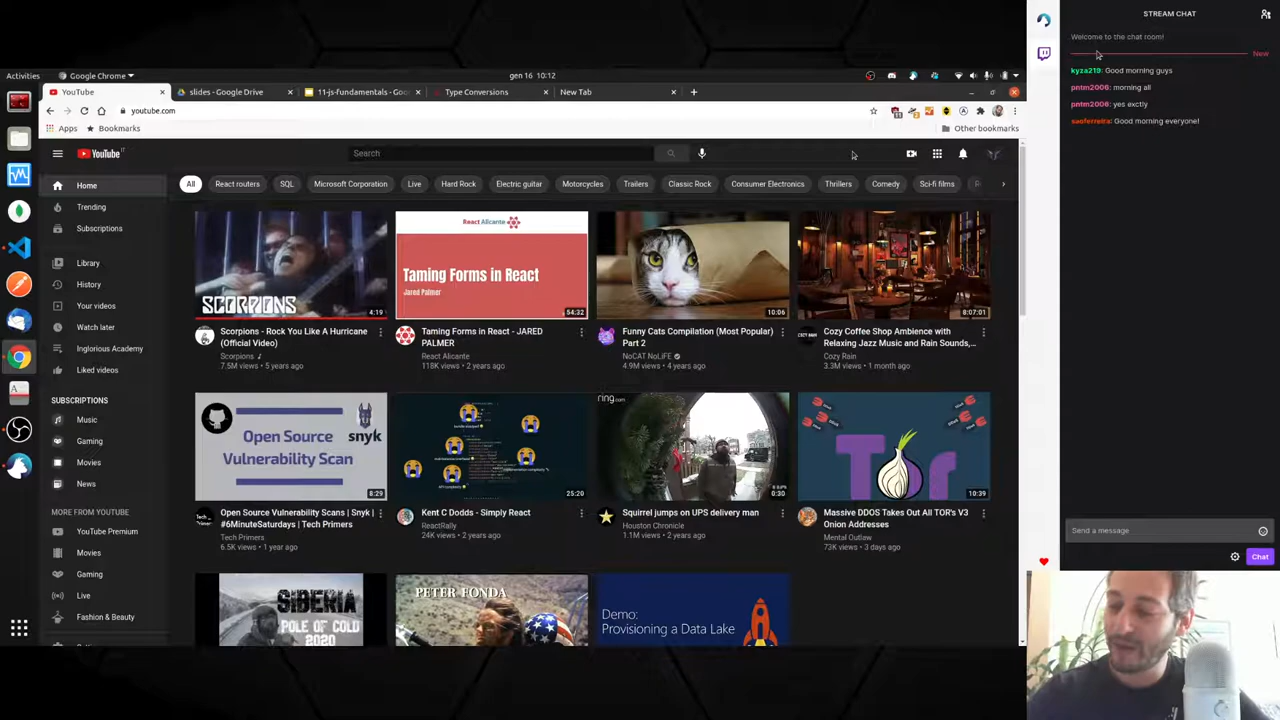 STREAM CHAT
Welcome to the chat room!
New
kyza219: Good morning guys
pntm2006: morning all
pntm2006: yes exctly
saoferreira: Good morning everyone!
Send a message
Chat
Activities
Google Chrome
gen 16 10:12
YouTube
slides - Google Drive
11-js-fundamentals - Goo
Type Conversions
New Tab
youtube.com
Apps
Bookmarks
Other bookmarks
YouTube IT
Search
All
React routers
SQL
Microsoft Corporation
Live
Hard Rock
Electric guitar
Motorcycles
Trailers
Classic Rock
Consumer Electronics
Thrillers
Comedy
Sci-fi films
Home
Trending
Subscriptions
Library
History
Your videos
Watch later
Inglorious Academy
Liked videos
SUBSCRIPTIONS
Music
Gaming
Movies
News
MORE FROM YOUTUBE
YouTube Premium
Movies
Gaming
Live
Fashion & Beauty
SCORPIONS
4:19
Scorpions - Rock You Like A Hurricane
(Official Video)
Scorpions
7.5M views • 5 years ago
React Alicante
Taming Forms in React
Jared Palmer
54:32
Taming Forms in React - JARED
PALMER
React Alicante
118K views • 2 years ago
10:06
Funny Cats Compilation (Most Popular)
Part 2
NoCAT NoLiFE
4.9M views • 4 years ago
8:07:01
Cozy Coffee Shop Ambience with
Relaxing Jazz Music and Rain Sounds,...
Cozy Rain
3.3M views • 1 month ago
Open Source
Vulnerability Scan
snyk
8:29
Open Source Vulnerability Scans | Snyk |
#6MinuteSaturdays | Tech Primers
Tech Primers
6.5K views • 1 year ago
25:20
Kent C Dodds - Simply React
ReactRally
24K views • 2 years ago
ring.com
0:30
Squirrel jumps on UPS delivery man
Houston Chronicle
1.1M views • 2 years ago
Tor
10:39
Massive DDOS Takes Out All TOR's V3
Onion Addresses
Mental Outlaw
73K views • 3 days ago
SIBERIA
POLE OF COLD
2020
PETER FONDA
Demo:
Provisioning a Data Lake